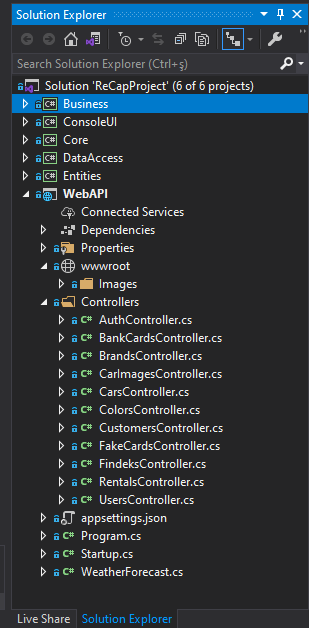 Solution Explorer
Search Solution Explorer (Ctrl+ş)
Solution 'ReCapProject' (6 of 6 projects)
C# Business
C# ConsoleUI
C# Core
C# DataAccess
C# Entities
WebAPI
Connected Services
Dependencies
Properties
wwwroot
Images
Controllers
C# AuthController.cs
C# BankCardsController.cs
C# BrandsController.cs
C# CarImagesController.cs
C# CarsController.cs
C# ColorsController.cs
C# CustomersController.cs
C# FakeCardsController.cs
C# FindeksController.cs
C# RentalsController.cs
C# UsersController.cs
appsettings.json
C# Program.cs
C# Startup.cs
C# WeatherForecast.cs
Live Share Solution Explorer